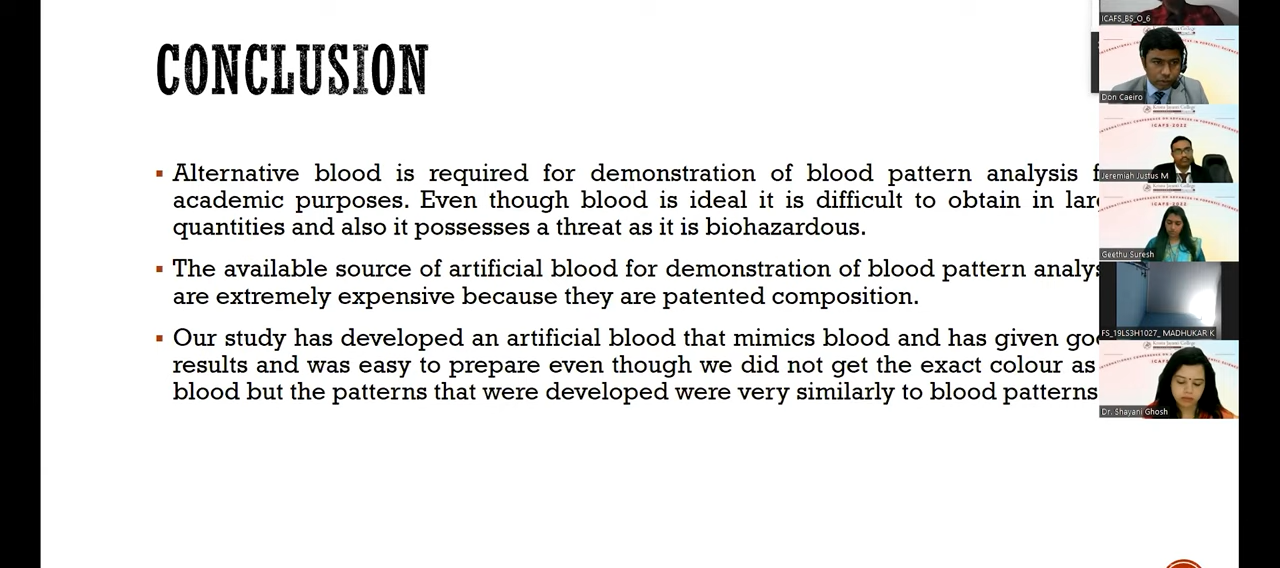 CONCLUSION
▪ Alternative blood is required for demonstration of blood pattern analysis
academic purposes. Even though blood is ideal it is difficult to obtain in
quantities and also it possesses a threat as it is biohazardous.
▪ The available source of artificial blood for demonstration of blood pattern
are extremely expensive because they are patented composition.
▪ Our study has developed an artificial blood that mimics blood and has given
results and was easy to prepare even though we did not get the exact colour as
blood but the patterns that were developed were very similarly to blood patterns
ICAFS_BS_O_6
Don Caeiro
ICAFS-2022
Jeremiah Justus M
ICAFS-2022
Geethu Suresh
FS_19LS3H1027_ MADHUKAR K
Dr. Shayani Ghosh